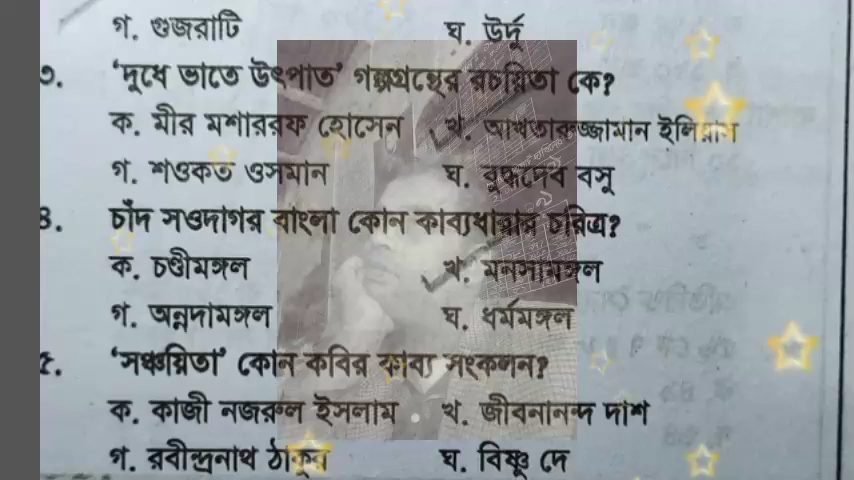 গ. গুজরাটি ঘ. উর্দু
৩. ‘দুধে ভাতে উৎপাত’ গল্পগ্রন্থের রচয়িতা কে?
ক. মীর মশাররফ হোসেন খ. আখতারুজ্জামান ইলিয়াস
গ. শওকত ওসমান ঘ. বুদ্ধদেব বসু
৪. চাঁদ সওদাগর বাংলা কোন কাব্যধারার চরিত্র?
ক. চণ্ডীমঙ্গল খ. মনসামঙ্গল
গ. অন্নদামঙ্গল ঘ. ধর্মমঙ্গল
৫. ‘সঞ্চয়িতা’ কোন কবির কাব্য সংকলন?
ক. কাজী নজরুল ইসলাম খ. জীবনানন্দ দাশ
গ. রবীন্দ্রনাথ ঠাকুর ঘ. বিষ্ণু দে